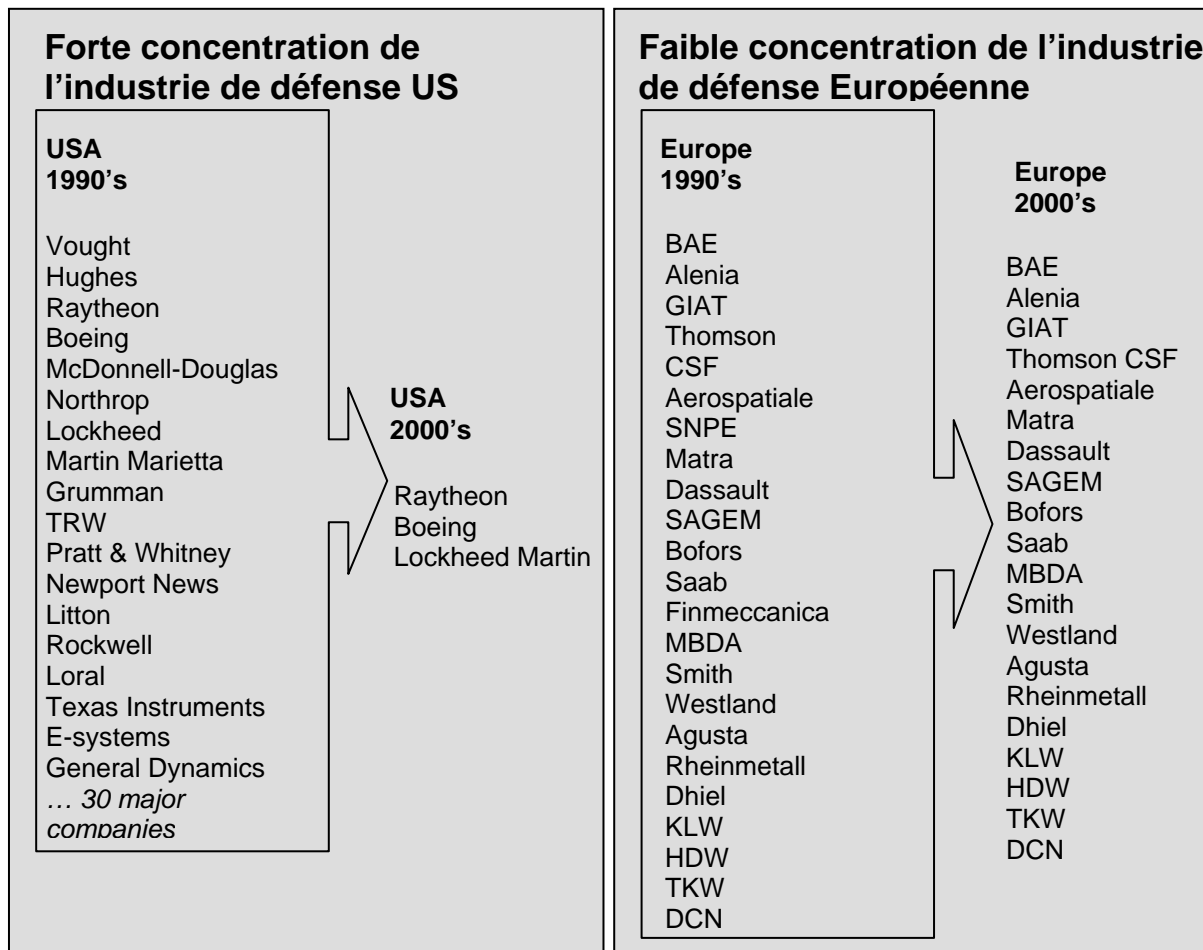 Forte concentration de
l’industrie de défense US
USA
1990’s
Vought
Hughes
Raytheon
Boeing
McDonnell-Douglas
Northrop
Lockheed
Martin Marietta
Grumman
TRW
Pratt & Whitney
Newport News
Litton
Rockwell
Loral
Texas Instruments
E-systems
General Dynamics
… 30 major
companies
USA
2000’s
Raytheon
Boeing
Lockheed Martin
Faible concentration de l’industrie
de défense Européenne
Europe
1990’s
BAE
Alenia
GIAT
Thomson
CSF
Aerospatiale
SNPE
Matra
Dassault
SAGEM
Bofors
Saab
Finmeccanica
MBDA
Smith
Westland
Agusta
Rheinmetall
Dhiel
KLW
HDW
TKW
DCN
Europe
2000’s
BAE
Alenia
GIAT
Thomson CSF
Aerospatiale
Matra
Dassault
SAGEM
Bofors
Saab
MBDA
Smith
Westland
Agusta
Rheinmetall
Dhiel
KLW
HDW
TKW
DCN